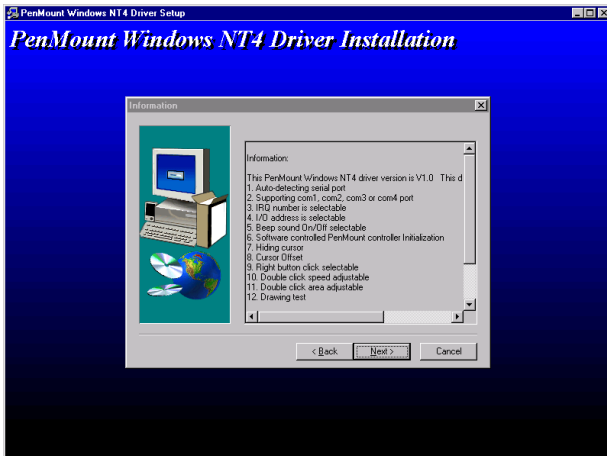 PenMount Windows NT4 Driver Setup
PenMount Windows NT4 Driver Installation
Information
Information:
This PenMount Windows NT4 driver version is V1.0 This d
1. Auto-detecting serial port
2. Supporting com1, com2, com3 or com4 port
3. IRQ number is selectable
4. I/O address is selectable
5. Beep sound On/Off selectable
6. Software controlled PenMount controller Initialization
7. Hiding cursor
8. Cursor Offset
9. Right button click selectable
10. Double click speed adjustable
11. Double click area adjustable
12. Drawing test
< Back Next > Cancel